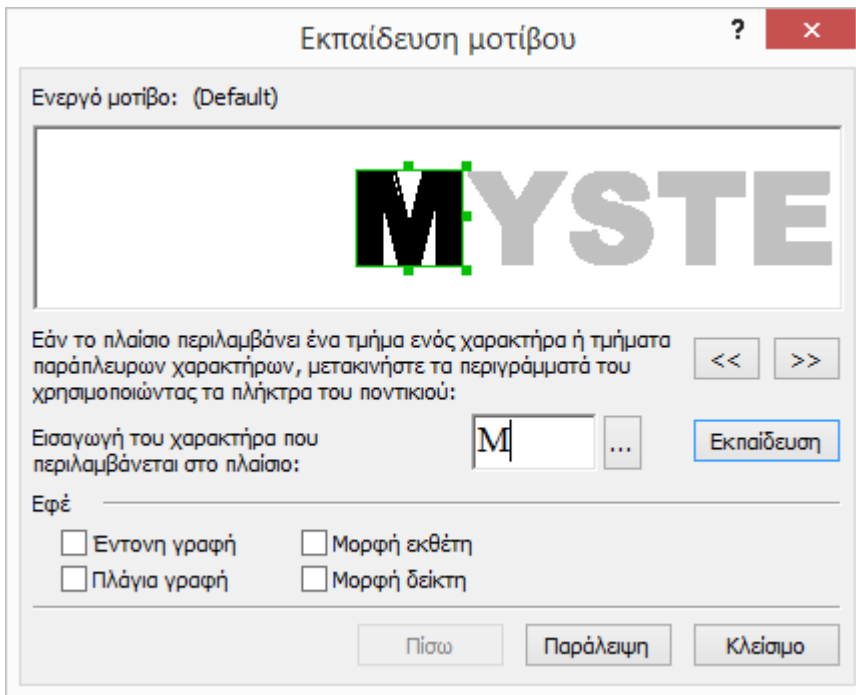 Εκπαίδευση μοτίβου
?
×
Ενεργό μοτίβο: (Default)
MYSTE
Εάν το πλαίσιο περιλαμβάνει ένα τμήμα ενός χαρακτήρα ή τμήματα
παράπλευρων χαρακτήρων, μετακινήστε τα περιγράμματά του
χρησιμοποιώντας τα πλήκτρα του ποντικιού:
<< >>
Εισαγωγή του χαρακτήρα που
περιλαμβάνεται στο πλαίσιο:
M ... Εκπαίδευση
Εφέ
Έντονη γραφή Μορφή εκθέτη
Πλάγια γραφή Μορφή δείκτη
Πίσω Παράλειψη Κλείσιμο